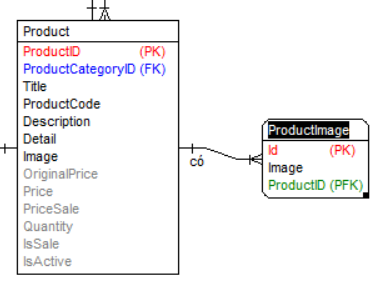 Product
ProductID (PK)
ProductCategoryID (FK)
Title
ProductCode
Description
Detail
Image
OriginalPrice
Price
PriceSale
Quantity
IsSale
IsActive
có
ProductImage
Id (PK)
Image
ProductID (PFK)